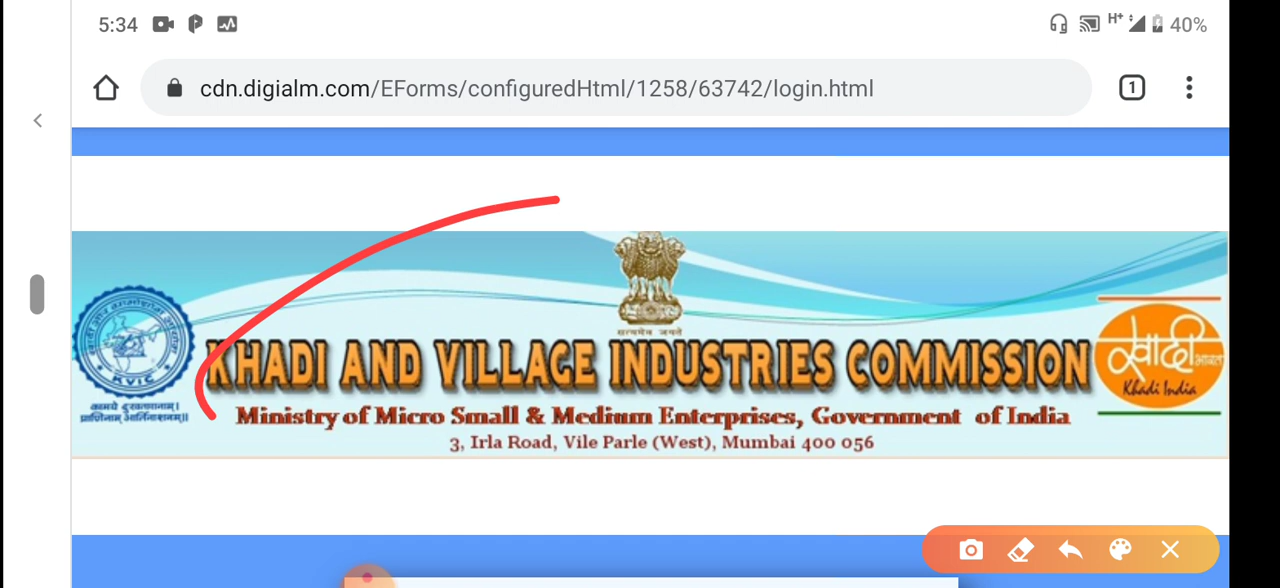 5:34 H+ 40%
cdn.digialm.com/EForms/configuredHtml/1258/63742/login.html 1
सत्यमेव जयते
KVIC
KHADI AND VILLAGE INDUSTRIES COMMISSION
खादी भारत
Khadi India
Ministry of Micro Small & Medium Enterprises, Government of India
3, Irla Road, Vile Parle (West), Mumbai 400 056